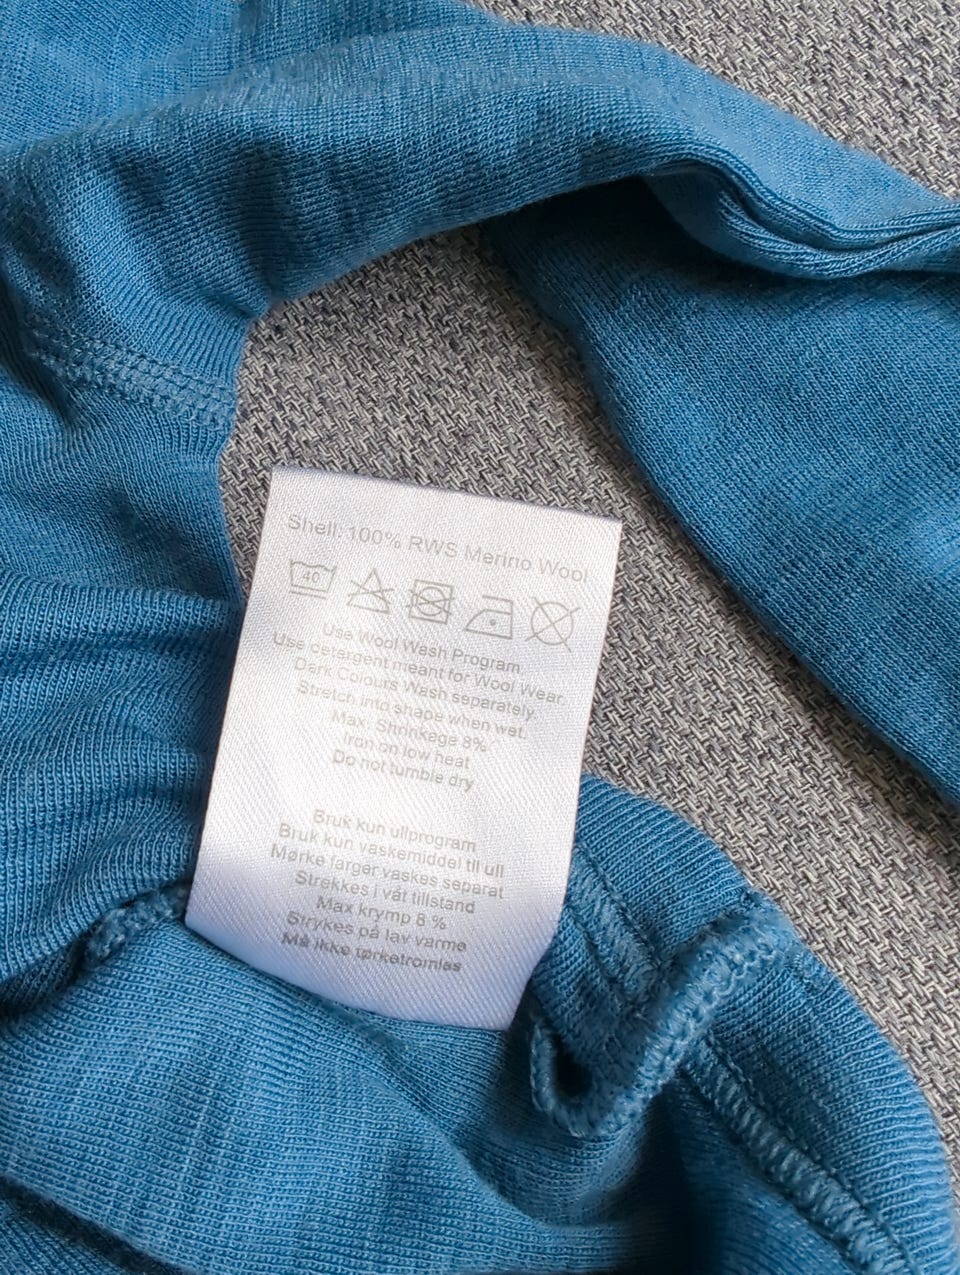 Shell: 100% RWS Merino Wool
40
Use Wool Wash Program.
Use detergent meant for Wool Wear.
Dark Colours Wash separately.
Stretch into shape when wet.
Max. Shrinkage 8%
Iron on low heat
Do not tumble dry
Bruk kun ullprogram
Bruk kun vaskemiddel til ull
Mørke farger vaskes separat
Strekkes i våt tillstand
Max krymp 8 %
Strykes på lav varme
Må ikke tørketromles